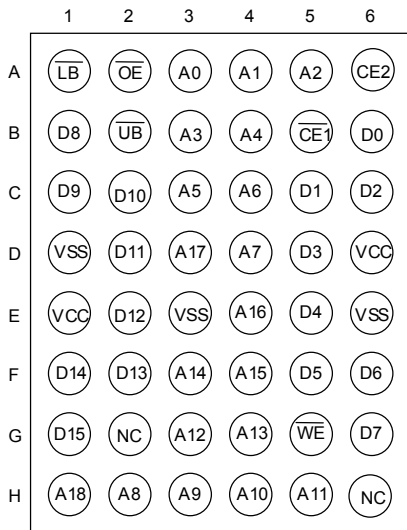 1 2 3 4 5 6
A LB OE A0 A1 A2 CE2
B D8 UB A3 A4 CE1 D0
C D9 D10 A5 A6 D1 D2
D VSS D11 A17 A7 D3 VCC
E VCC D12 VSS A16 D4 VSS
F D14 D13 A14 A15 D5 D6
G D15 NC A12 A13 WE D7
H A18 A8 A9 A10 A11 NC